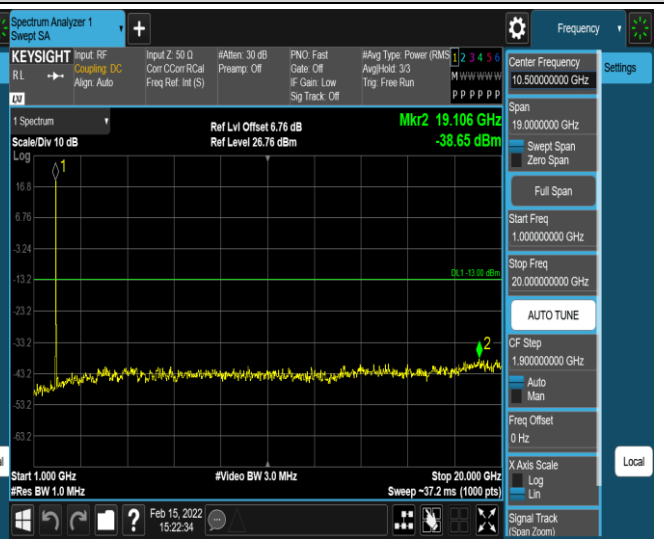 Spectrum Analyzer 1
Swept SA
+
Frequency
KEYSIGHT
RL
LXI
Input: RF
Coupling: DC
Align: Auto
Input Z: 50 Ω
Corr CCorr RCal
Freq Ref: Int (S)
#Atten: 30 dB
Preamp: Off
PNO: Fast
Gate: Off
IF Gain: Low
Sig Track: Off
#Avg Type: Power (RMS
Avg|Hold: 3/3
Trig: Free Run
1 2 3 4 5 6
M W W W W W
P P P P P P
1 Spectrum
Scale/Div 10 dB
Log
Ref Lvl Offset 6.76 dB
Ref Level 26.76 dBm
Mkr2 19.106 GHz
-38.65 dBm
1
16.8
6.76
-3.24
-13.2
DL1 -13.00 dBm
-23.2
-33.2
2
-43.2
-53.2
-63.2
Start 1.000 GHz
#Res BW 1.0 MHz
#Video BW 3.0 MHz
Stop 20.000 GHz
Sweep ~37.2 ms (1000 pts)
?
Feb 15, 2022
15:22:34
Center Frequency
10.500000000 GHz
Span
19.0000000 GHz
Swept Span
Zero Span
Full Span
Start Freq
1.000000000 GHz
Stop Freq
20.000000000 GHz
AUTO TUNE
CF Step
1.900000000 GHz
Auto
Man
Freq Offset
0 Hz
X Axis Scale
Log
Lin
Signal Track
(Span Zoom)
Settings
Local